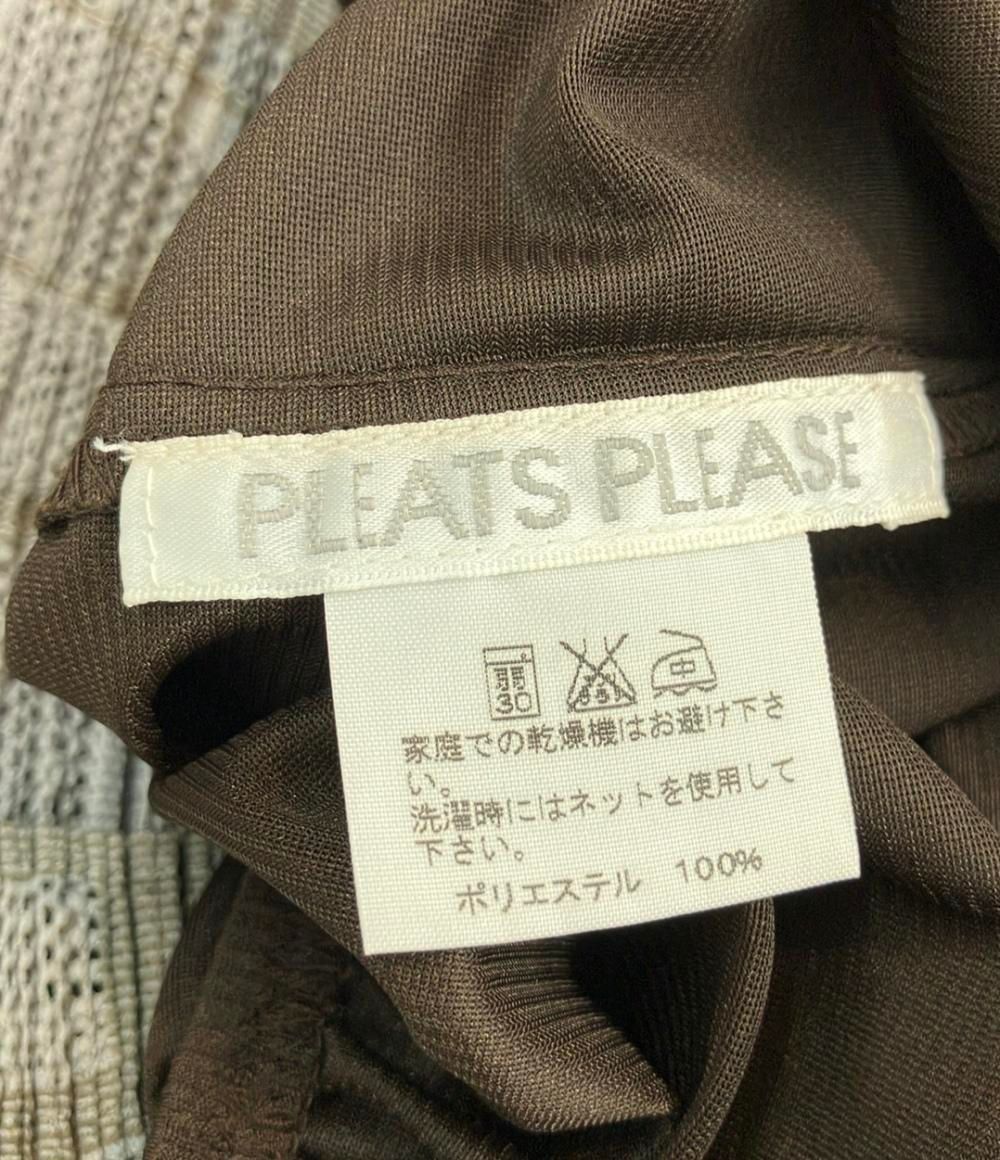 PLEATS PLEASE
弱
30
中
家庭での乾燥機はお避け下さ
い。
洗濯時にはネットを使用して
下さい。
ポリエステル 100%